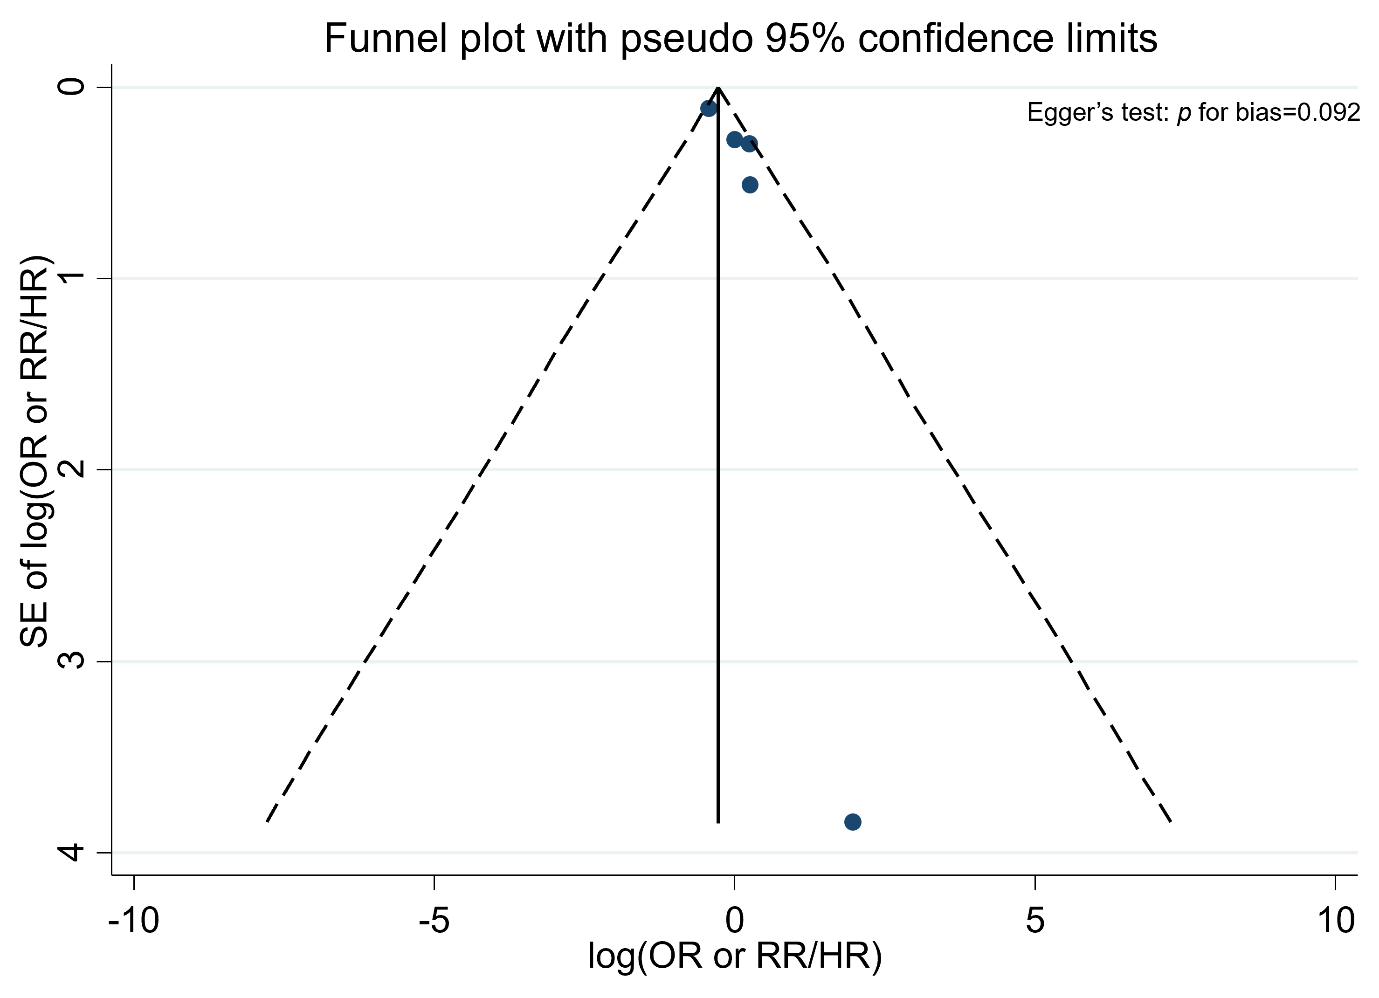 Funnel plot with pseudo 95% confidence limits
Egger’s test: p for bias=0.092
SE of log(OR or RR/HR)
0
1
2
3
4
-10 -5 0 5 10
log(OR or RR/HR)